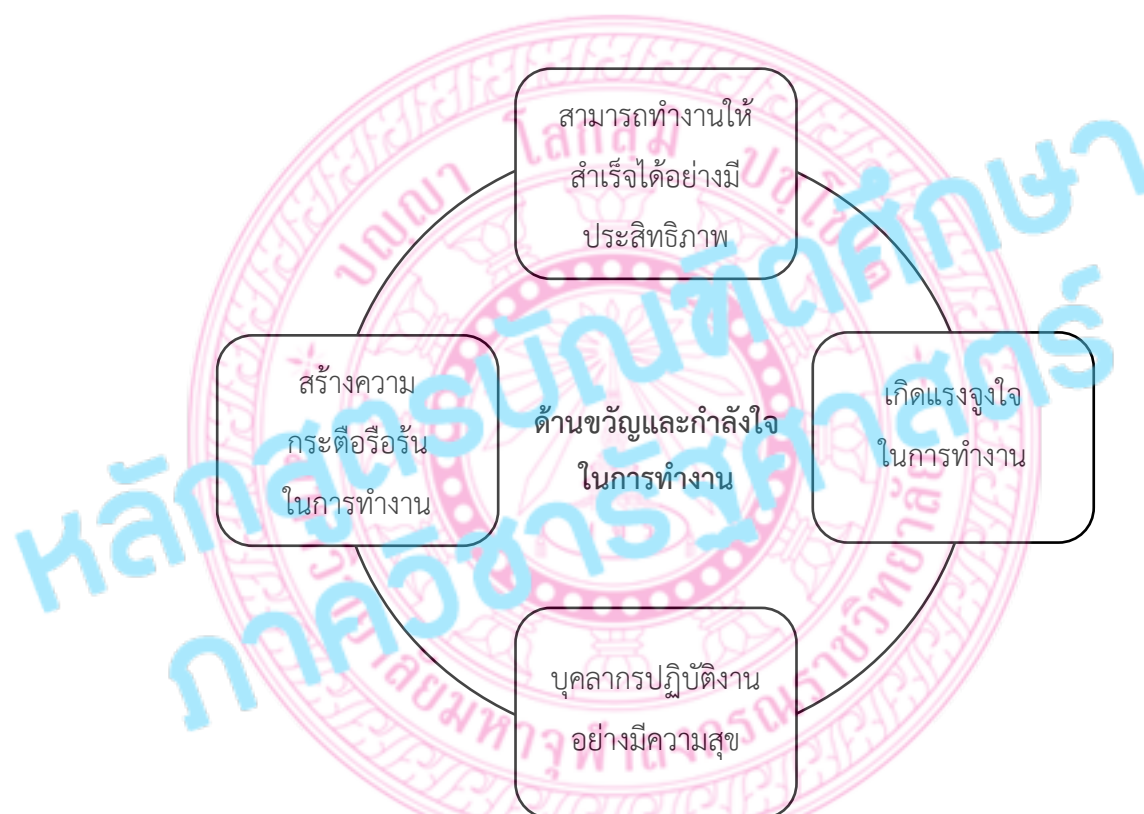 สามารถทำงานให้
สำเร็จได้อย่างมี
ประสิทธิภาพ
สร้างความ
กระตือรือร้น
ในการทำงาน
ด้านขวัญและกำลังใจ
ในการทำงาน
เกิดแรงจูงใจ
ในการทำงาน
บุคลากรปฏิบัติงาน
อย่างมีความสุข
หลักสูตรบัณฑิตศึกษา
ภาควิชารัฐศาสตร์